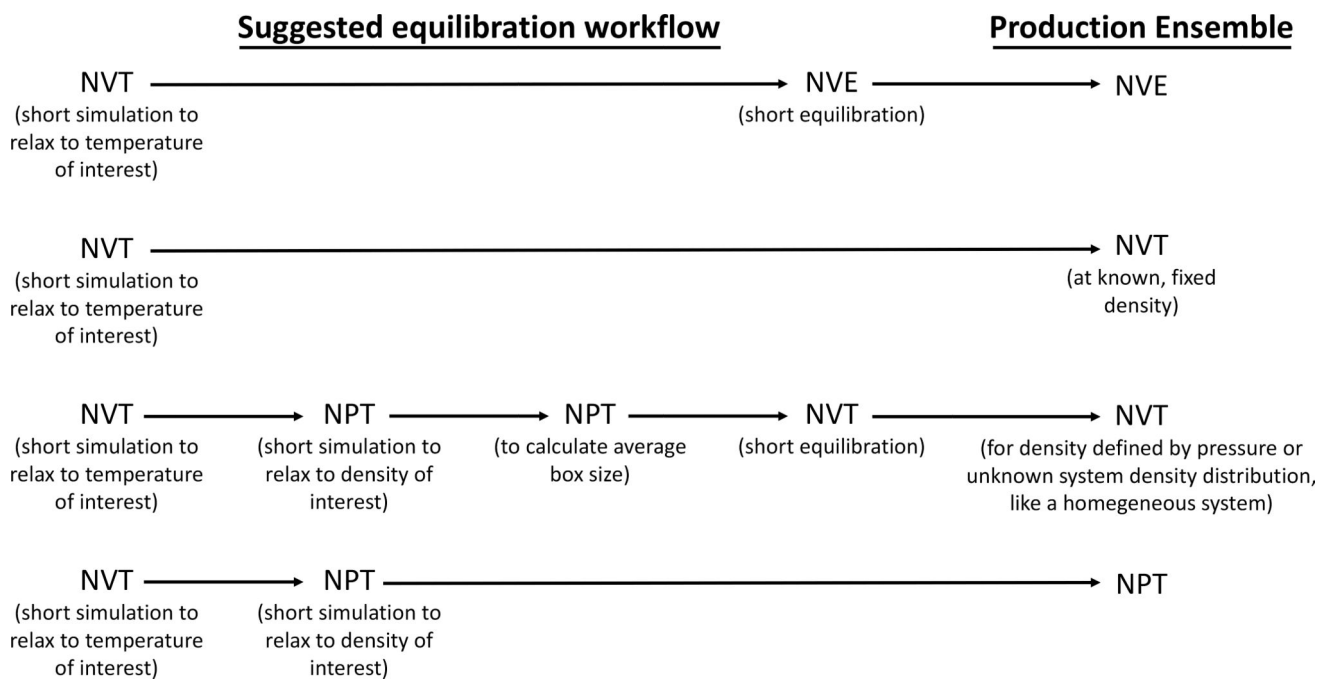 Suggested equilibration workflow
Production Ensemble
NVT
(short simulation to
relax to temperature
of interest)
NVE
(short equilibration)
NVE
NVT
(short simulation to
relax to temperature
of interest)
NVT
(at known, fixed
density)
NVT
(short simulation to
relax to temperature
of interest)
NPT
(short simulation to
relax to density of
interest)
NPT
(to calculate average
box size)
NVT
(short equilibration)
NVT
(for density defined by pressure or
unknown system density distribution,
like a homegeneous system)
NVT
(short simulation to
relax to temperature
of interest)
NPT
(short simulation to
relax to density of
interest)
NPT